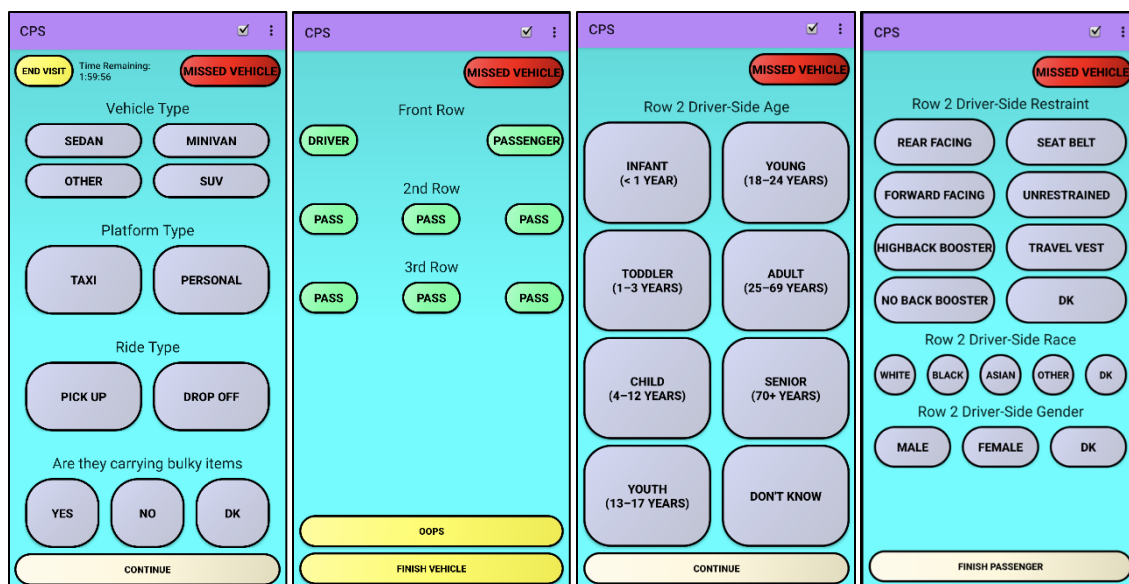 CPS
END VISIT
Time Remaining:
1:59:56
MISSED VEHICLE
Vehicle Type
SEDAN MINIVAN
OTHER SUV
Platform Type
TAXI PERSONAL
Ride Type
PICK UP DROP OFF
Are they carrying bulky items
YES NO DK
CONTINUE
CPS
MISSED VEHICLE
Front Row
DRIVER PASSENGER
2nd Row
PASS PASS PASS
3rd Row
PASS PASS PASS
OOPS
FINISH VEHICLE
CPS
MISSED VEHICLE
Row 2 Driver-Side Age
INFANT
(< 1 YEAR)
YOUNG
(18–24 YEARS)
TODDLER
(1–3 YEARS)
ADULT
(25–69 YEARS)
CHILD
(4–12 YEARS)
SENIOR
(70+ YEARS)
YOUTH
(13–17 YEARS)
DON'T KNOW
CONTINUE
CPS
MISSED VEHICLE
Row 2 Driver-Side Restraint
REAR FACING SEAT BELT
FORWARD FACING UNRESTRAINED
HIGHBACK BOOSTER TRAVEL VEST
NO BACK BOOSTER DK
Row 2 Driver-Side Race
WHITE BLACK ASIAN OTHER DK
Row 2 Driver-Side Gender
MALE FEMALE DK
FINISH PASSENGER